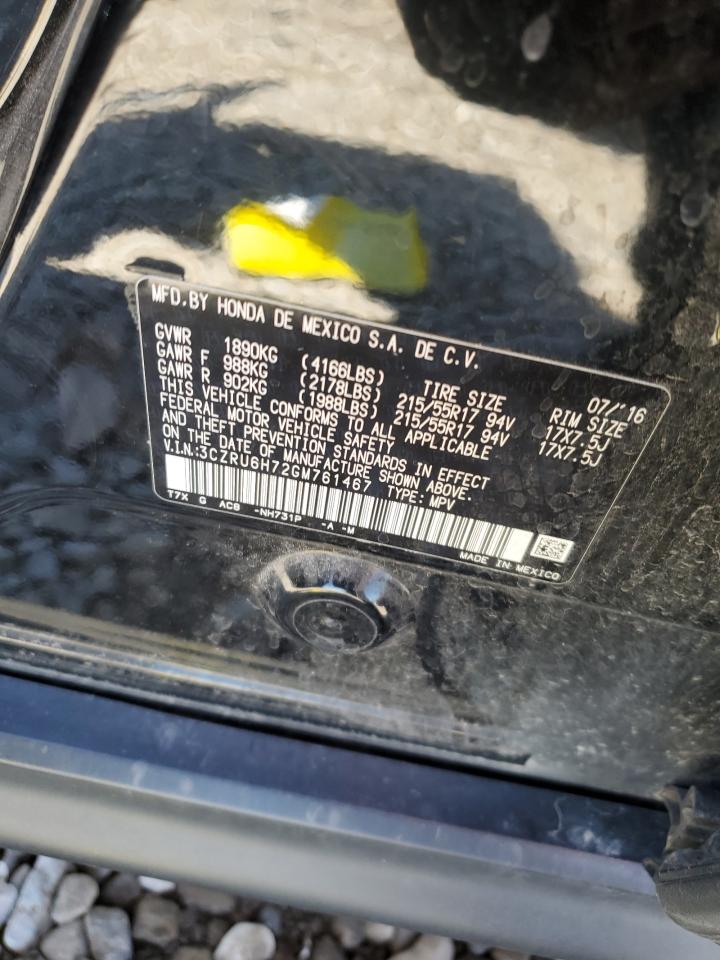 MFD.BY HONDA DE MEXICO S.A. DE C.V.
07/'16
GVWR 1890KG (4166LBS) TIRE SIZE RIM SIZE
GAWR F 988KG (2178LBS) 215/55R17 94V 17X7.5J
GAWR R 902KG (1988LBS) 215/55R17 94V 17X7.5J
THIS VEHICLE CONFORMS TO ALL APPLICABLE
FEDERAL MOTOR VEHICLE SAFETY
AND THEFT PREVENTION STANDARDS IN EFFECT
ON THE DATE OF MANUFACTURE SHOWN ABOVE.
V.I.N.:3CZRU6H72GM761467 TYPE: MPV
T7X G AC6 -NH731P -A -M
MADE IN MEXICO